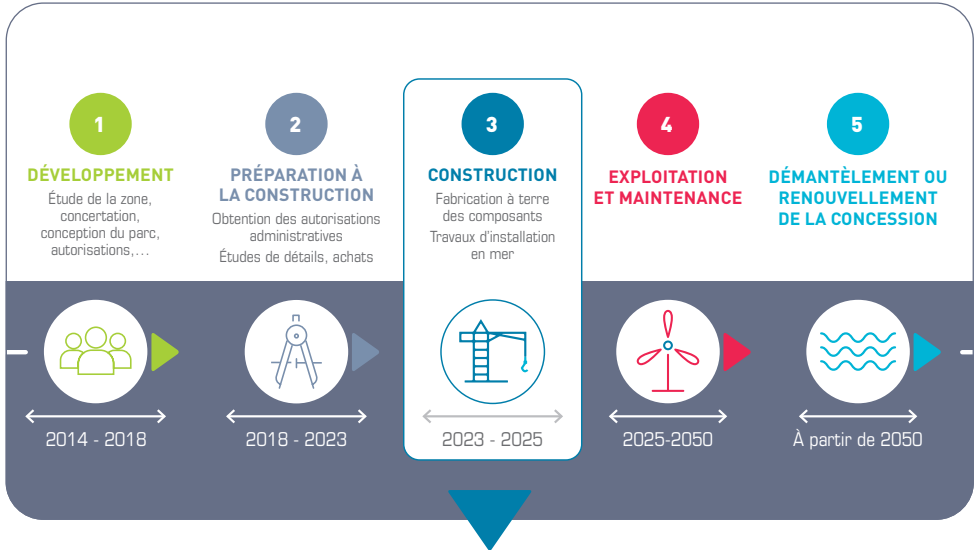 1
DÉVELOPPEMENT
Étude de la zone,
concertation,
conception du parc,
autorisations,...
2
PRÉPARATION À
LA CONSTRUCTION
Obtention des autorisations
administratives
Études de détails, achats
3
CONSTRUCTION
Fabrication à terre
des composants
Travaux d'installation
en mer
4
EXPLOITATION
ET MAINTENANCE
5
DÉMANTÈLEMENT OU
RENOUVELLEMENT
DE LA CONCESSION
2014 - 2018
2018 - 2023
2023 - 2025
2025-2050
À partir de 2050